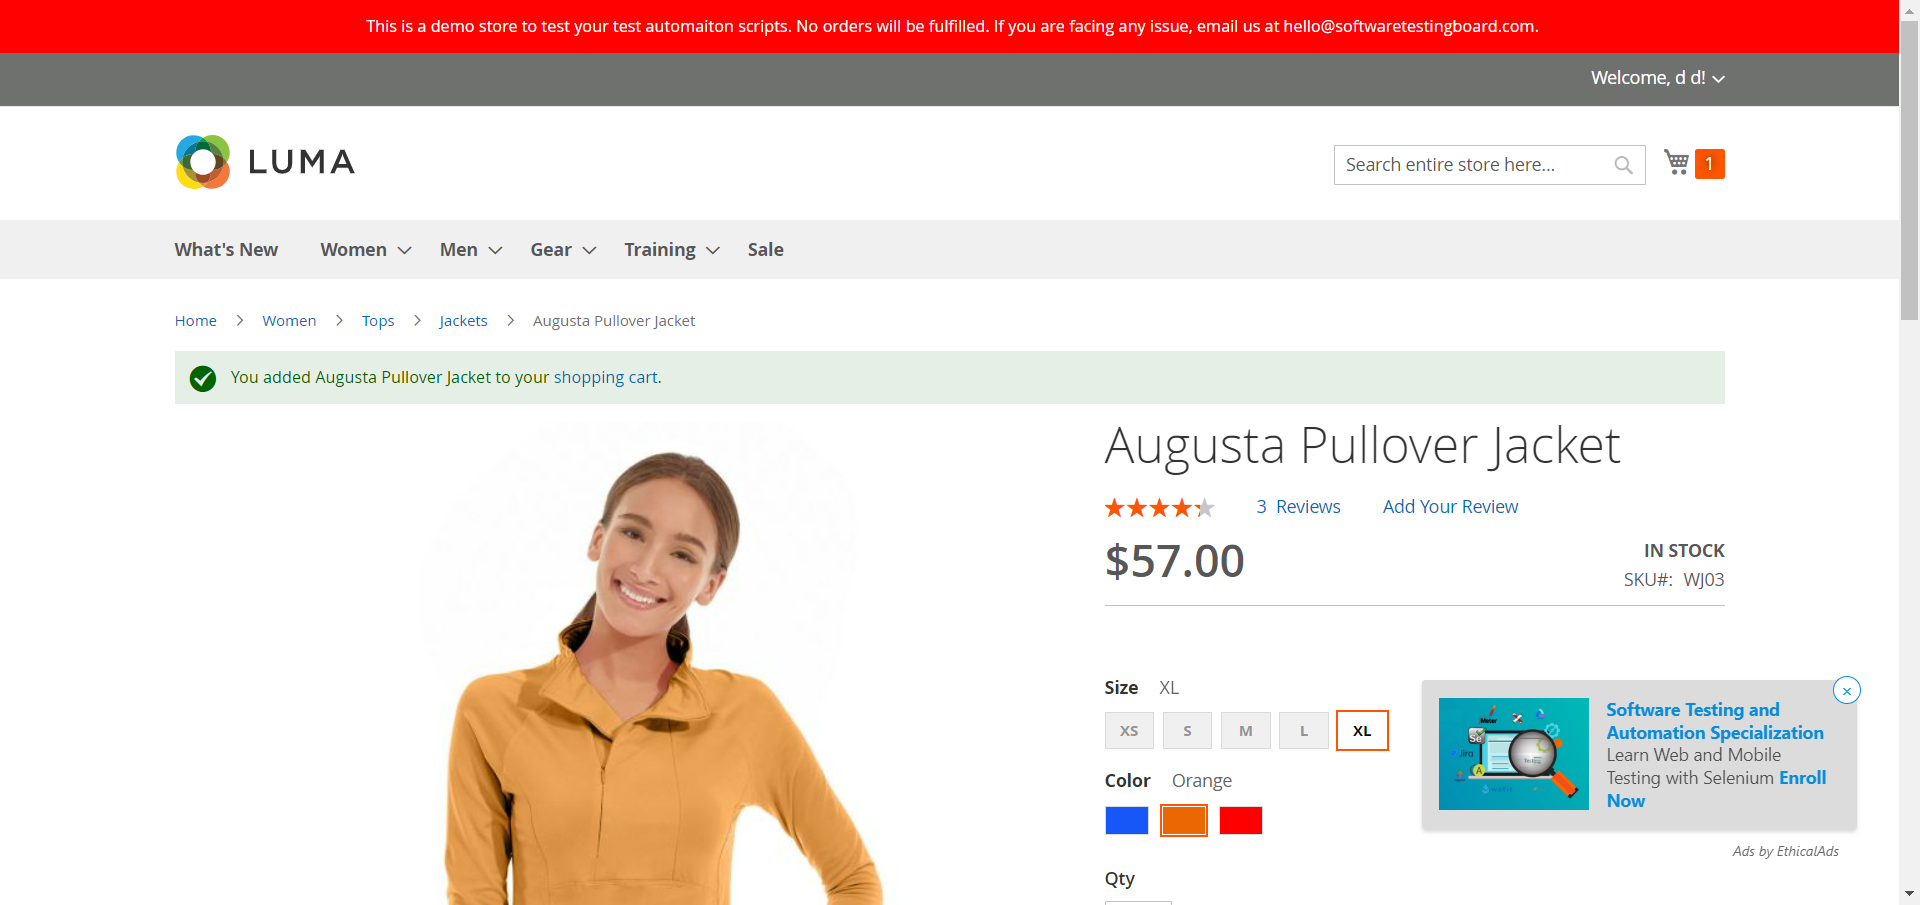 This is a demo store to test your test automaiton scripts. No orders will be fulfilled. If you are facing any issue, email us at hello@softwaretestingboard.com.
Welcome, d d!
LUMA
Search entire store here...
1
What's New Women Men Gear Training Sale
Home Women Tops Jackets Augusta Pullover Jacket
You added Augusta Pullover Jacket to your shopping cart.
Augusta Pullover Jacket
3 Reviews Add Your Review
$57.00
IN STOCK
SKU#: WJ03
Size XL
XS S M L XL
Color Orange
Qty
Software Testing and
Automation Specialization
Learn Web and Mobile
Testing with Selenium Enroll
Now
Ads by EthicalAds